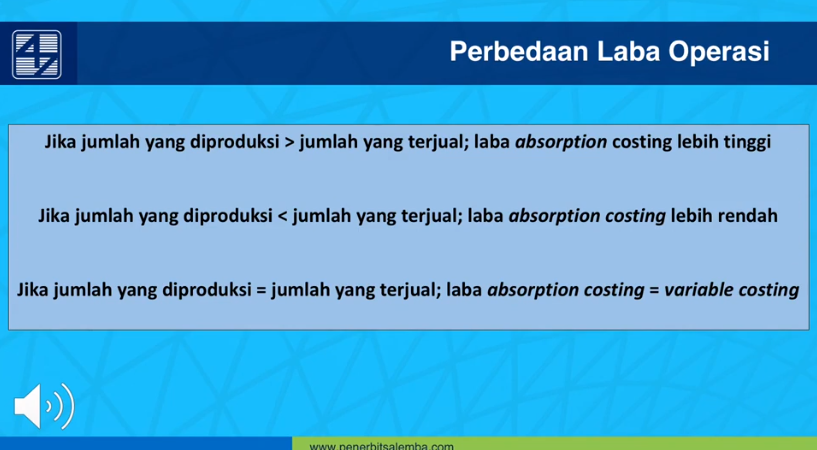 Perbedaan Laba Operasi
Jika jumlah yang diproduksi > jumlah yang terjual; laba absorption costing lebih tinggi
Jika jumlah yang diproduksi < jumlah yang terjual; laba absorption costing lebih rendah
Jika jumlah yang diproduksi = jumlah yang terjual; laba absorption costing = variable costing
www.penerbitsalemba.com